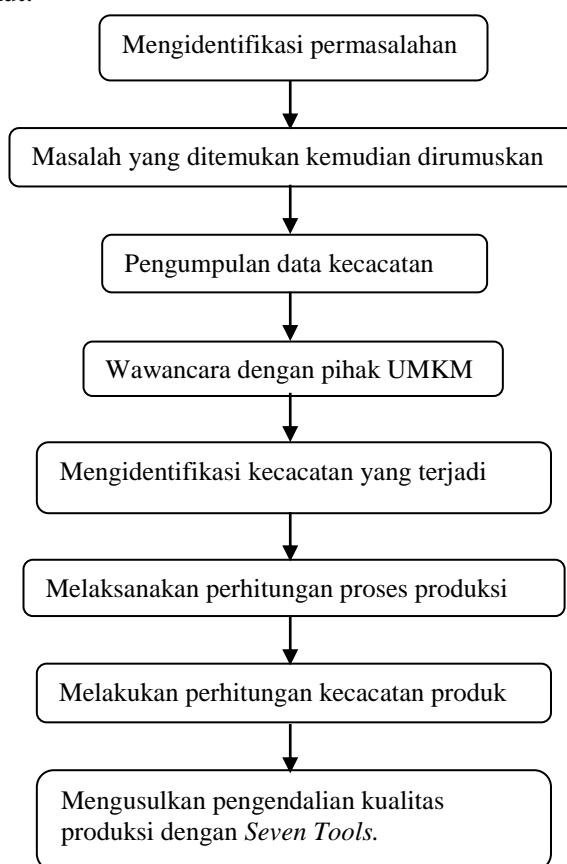 Mengidentifikasi permasalahan
Masalah yang ditemukan kemudian dirumuskan
Pengumpulan data kecacatan
Wawancara dengan pihak UMKM
Mengidentifikasi kecacatan yang terjadi
Melaksanakan perhitungan proses produksi
Melakukan perhitungan kecacatan produk
Mengusulkan pengendalian kualitas
produksi dengan Seven Tools.